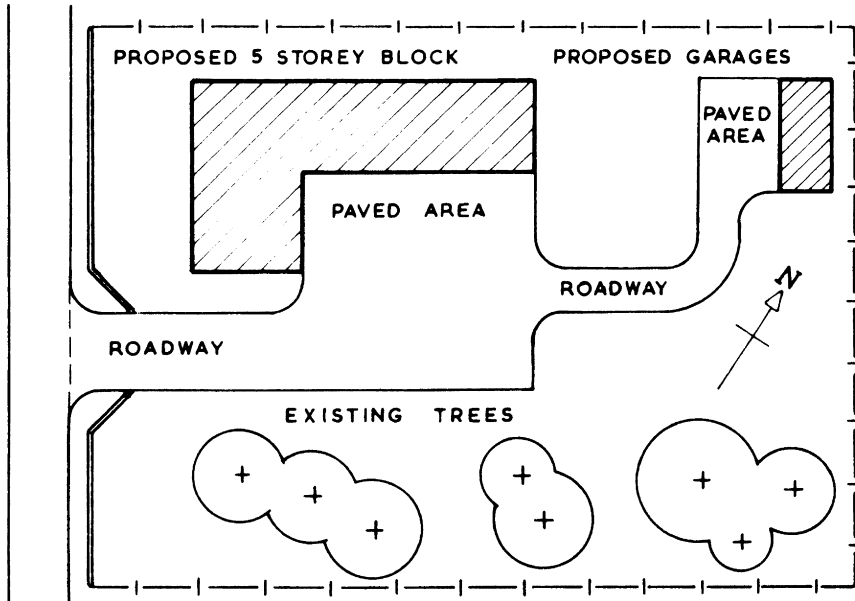 PROPOSED 5 STOREY BLOCK
PROPOSED GARAGES
PAVED
AREA
PAVED AREA
ROADWAY
N
ROADWAY
EXISTING TREES